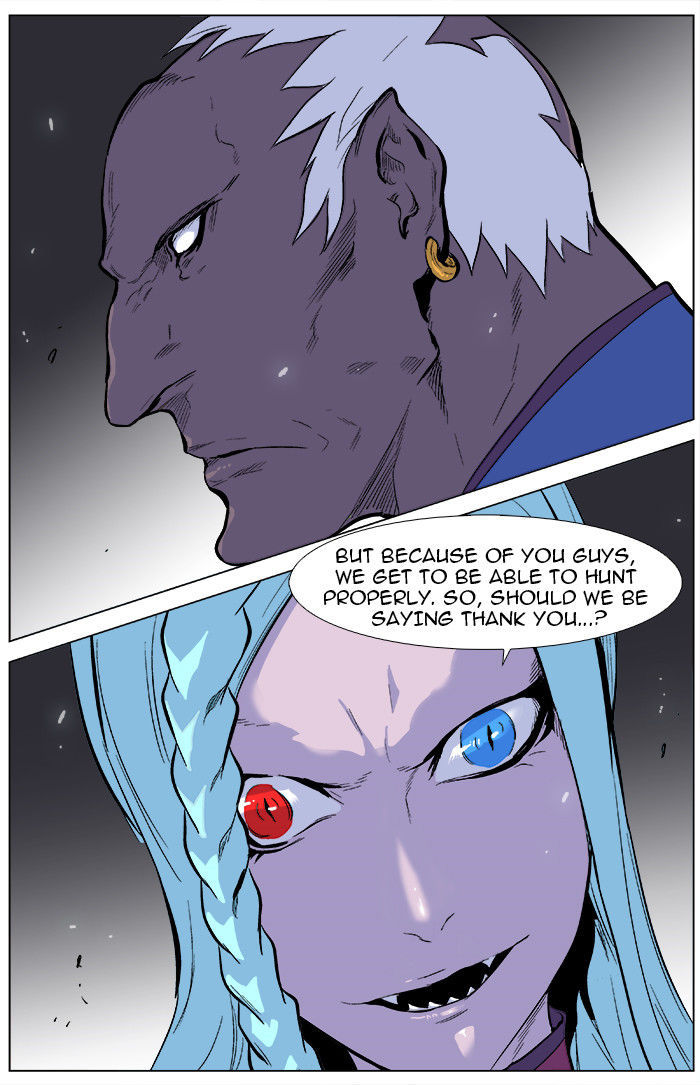 BUT BECAUSE OF YOU GUYS,
WE GET TO BE ABLE TO HUNT
PROPERLY. SO, SHOULD WE BE
SAYING THANK YOU...?